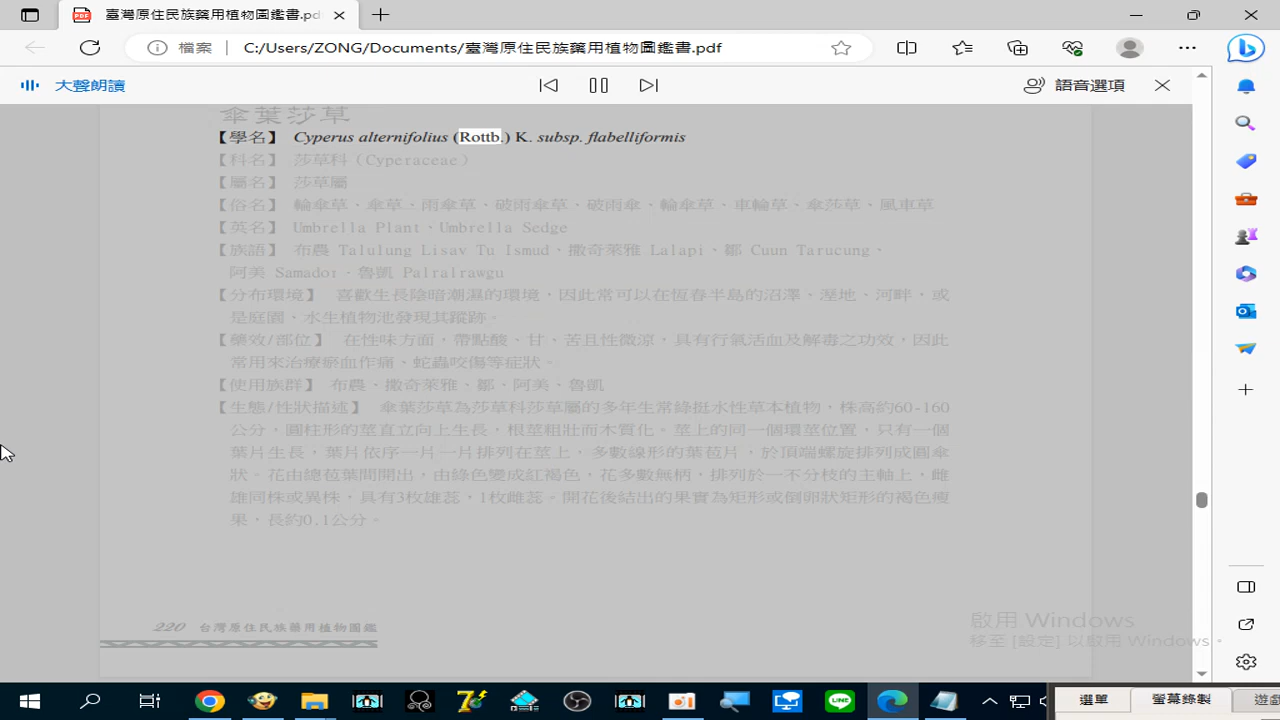 臺灣原住民族藥用植物圖鑑書.pdf
檔案 C:/Users/ZONG/Documents/臺灣原住民族藥用植物圖鑑書.pdf
大聲朗讀
語音選項
傘葉莎草
【學名】 Cyperus alternifolius (Rottb.) K. subsp. flabelliformis
【科名】 莎草科（Cyperaceae）
【屬名】 莎草屬
【俗名】 輪傘草、傘草、雨傘草、破雨傘草、破雨傘、輪傘草、車輪草、傘莎草、風車草
【英名】 Umbrella Plant、Umbrella Sedge
【族語】 布農 Talulung Lisav Tu Ismud、撒奇萊雅 Lalapi、鄒 Cuun Tarucung、
阿美 Samador、魯凱 Palralrawgu
【分布環境】 喜歡生長陰暗潮濕的環境，因此常可以在恆春半島的沼澤、溼地、河畔，或
是庭園、水生植物池發現其蹤跡。
【藥效/部位】 在性味方面，帶點酸、甘、苦且性微涼，具有行氣活血及解毒之功效，因此
常用來治療瘀血作痛、蛇蟲咬傷等症狀。
【使用族群】 布農、撒奇萊雅、鄒、阿美、魯凱
【生態/性狀描述】 傘葉莎草為莎草科莎草屬的多年生常綠挺水性草本植物，株高約60-160
公分，圓柱形的莖直立向上生長，根莖粗壯而木質化。莖上的同一個環莖位置，只有一個
葉片生長，葉片依序一片一片排列在莖上，多數線形的葉苞片，於頂端螺旋排列成圓傘
狀。花由總苞葉間開出，由綠色變成紅褐色，花多數無柄，排列於一不分枝的主軸上，雌
雄同株或異株，具有3枚雄蕊，1枚雌蕊。開花後結出的果實為矩形或倒卵狀矩形的褐色瘦
果，長約0.1公分。
220 台灣原住民族藥用植物圖鑑
啟用 Windows
移至 [設定] 以啟用 Windows。
選單 螢幕錄製 遊戲